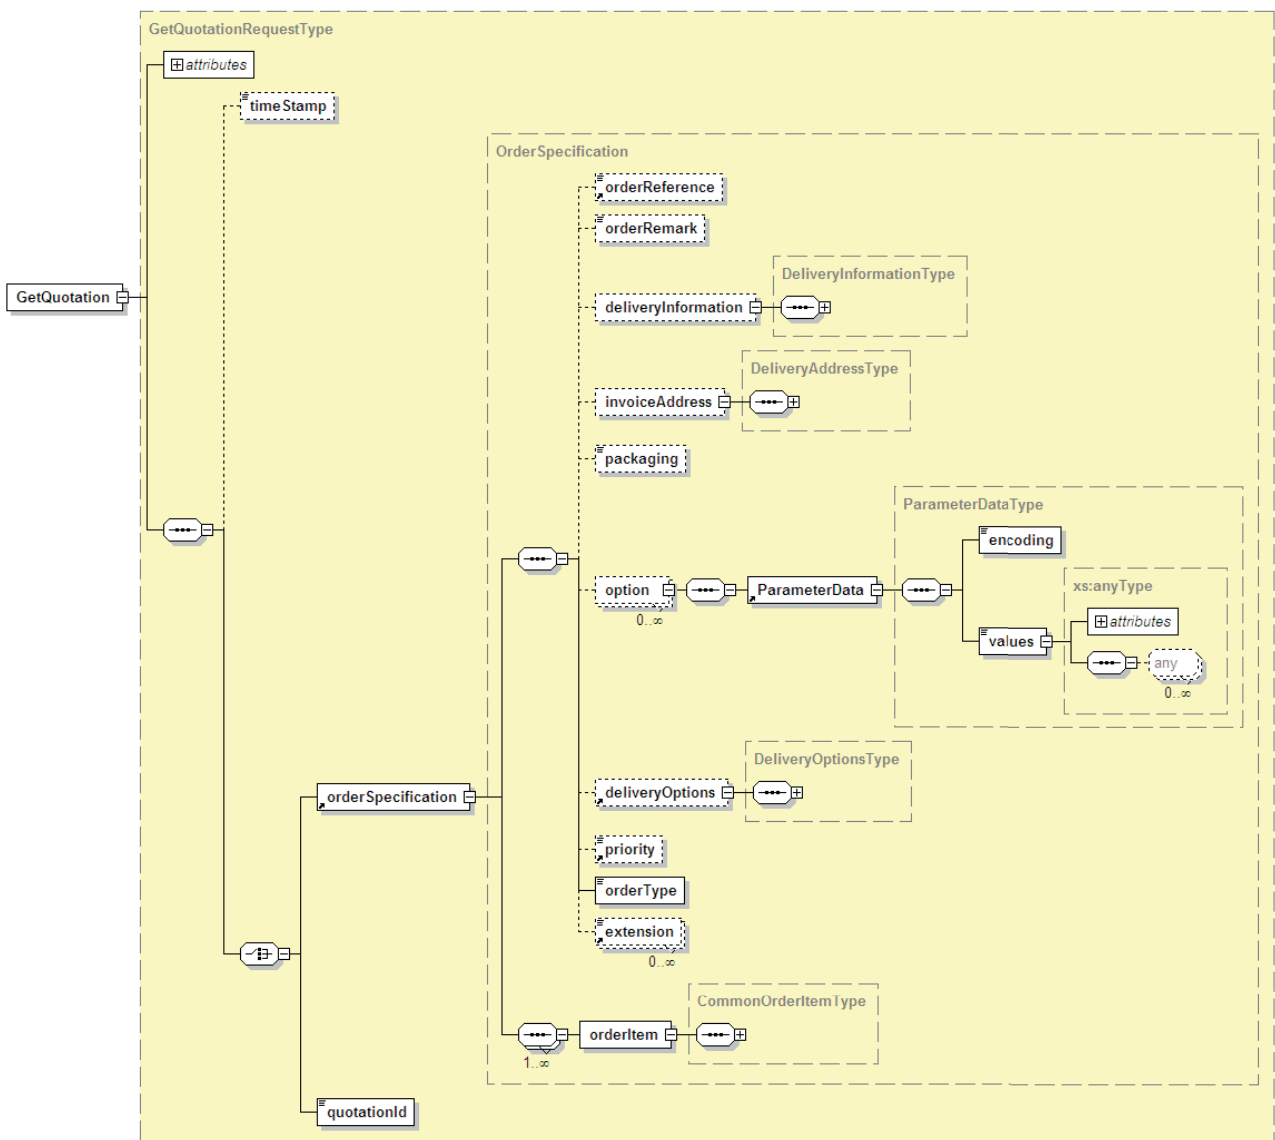 GetQuotationRequestType
attributes
timeStamp
OrderSpecification
orderReference
orderRemark
DeliveryInformationType
GetQuotation
deliveryInformation
DeliveryAddressType
invoiceAddress
packaging
ParameterDataType
encoding
option
0..∞
ParameterData
xs:anyType
attributes
values
any
0..∞
DeliveryOptionsType
orderSpecification
deliveryOptions
priority
orderType
extension
0..∞
CommonOrderItemType
orderItem
1..∞
quotationId